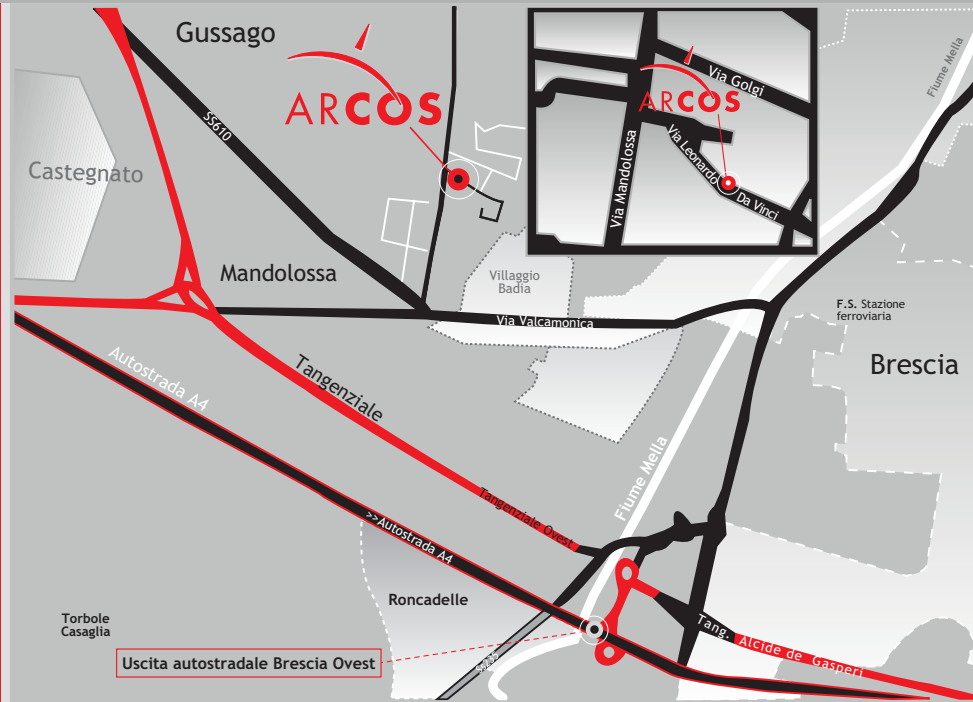 Gussago
ARCOS
SS610
Castegnato
Mandolossa
Via Golgi
ARCOS
Via Mandolossa
Via Leonardo
Da Vinci
Fiume Mella
Villaggio
Badia
Via Valcamonica
F.S. Stazione
ferroviaria
Brescia
Autostrada A4
Tangenziale
Fiume Mella
Tangenziale Ovest
>>Autostrada A4
Roncadelle
Torbole
Casaglia
Uscita autostradale Brescia Ovest
Tang. Alcide de Gasperi